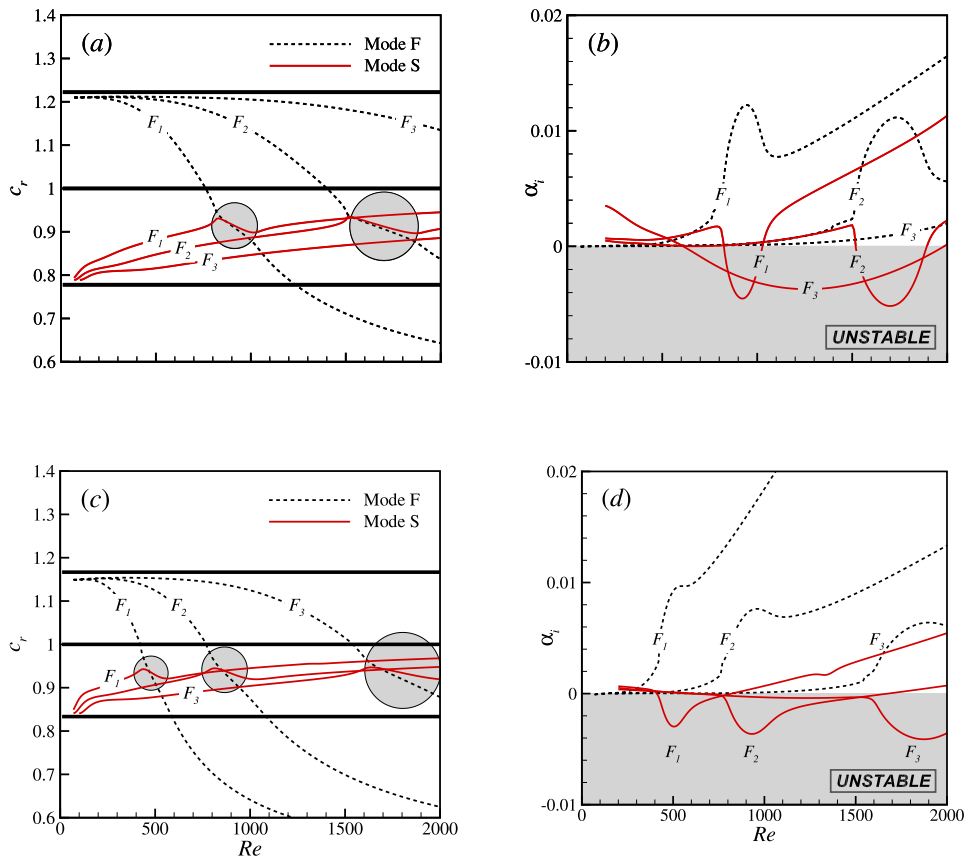 (a)
Mode F
Mode S
1.4
1.3
1.2
1.1
1
0.9
0.8
0.7
0.6
c_r
F_1
F_2
F_3
F_1
F_2
F_3
(b)
0.02
0.01
0
-0.01
α_i
F_1
F_2
F_3
F_1
F_2
F_3
UNSTABLE
(c)
Mode F
Mode S
1.4
1.3
1.2
1.1
1
0.9
0.8
0.7
0.6
c_r
F_1
F_2
F_3
F_1
F_3
0
500
1000
1500
2000
Re
(d)
0.02
0.01
0
-0.01
α_i
F_1
F_2
F_3
F_1
F_2
F_3
UNSTABLE
0
500
1000
1500
2000
Re